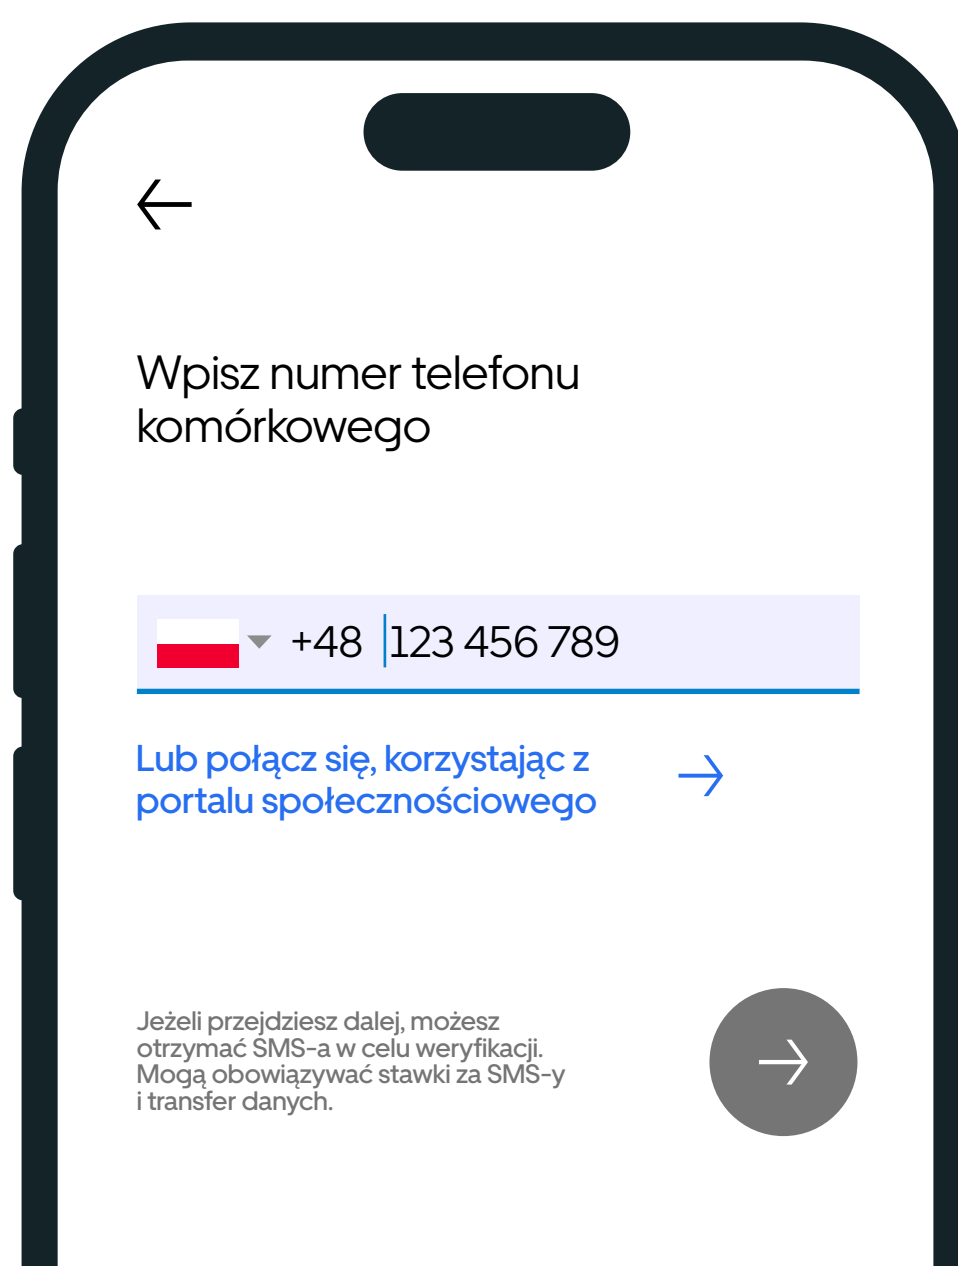 Wpisz numer telefonu
komórkowego
+48 123 456 789
Lub połącz się, korzystając z
portalu społecznościowego
Jeżeli przejdziesz dalej, możesz
otrzymać SMS-a w celu weryfikacji.
Mogą obowiązywać stawki za SMS-y
i transfer danych.